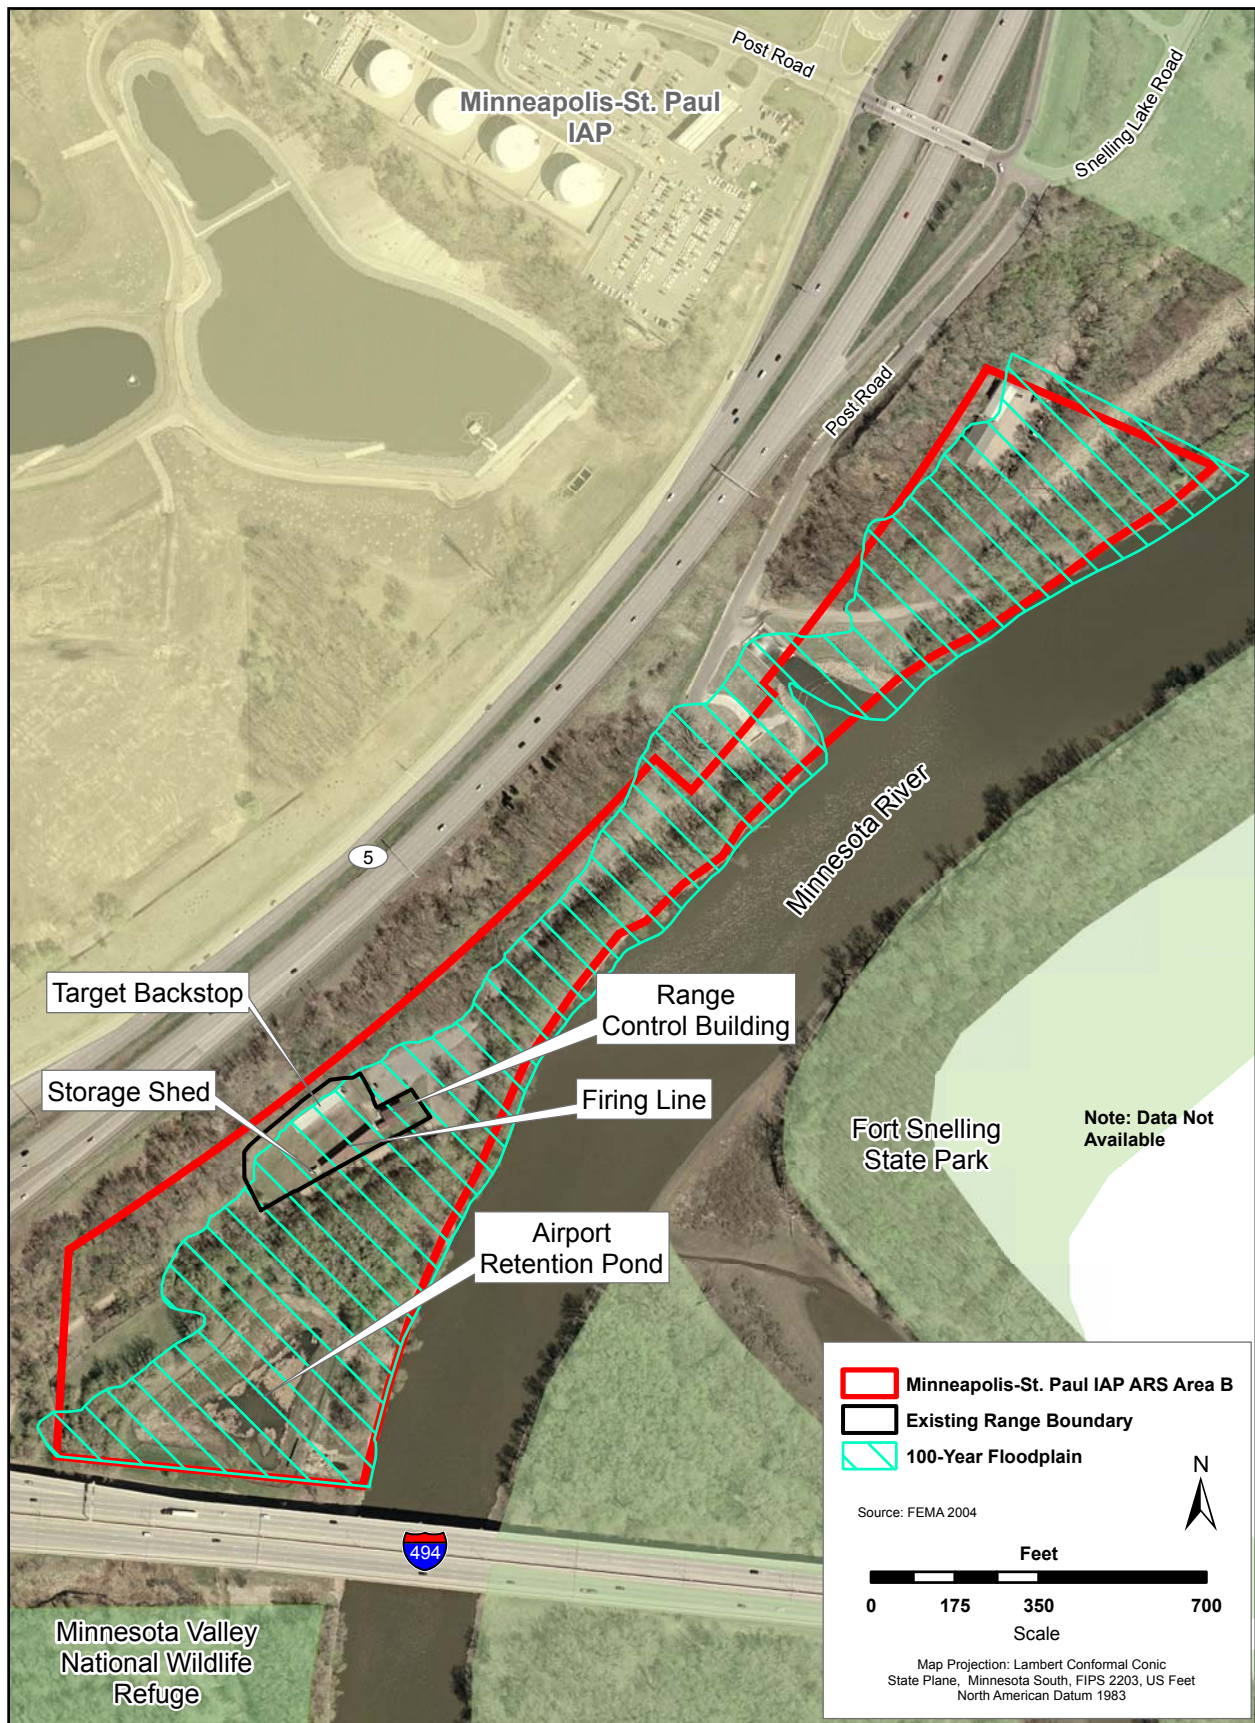 Post Road
Minneapolis-St. Paul
IAP
Snelling Lake Road
Post Road
Minnesota River
5
Target Backstop
Range
Control Building
Storage Shed
Firing Line
Fort Snelling
State Park
Note: Data Not
Available
Airport
Retention Pond
Minneapolis-St. Paul IAP ARS Area B
Existing Range Boundary
100-Year Floodplain
N
Source: FEMA 2004
Feet
0 175 350 700
Scale
Map Projection: Lambert Conformal Conic
State Plane, Minnesota South, FIPS 2203, US Feet
North American Datum 1983
494
Minnesota Valley
National Wildlife
Refuge